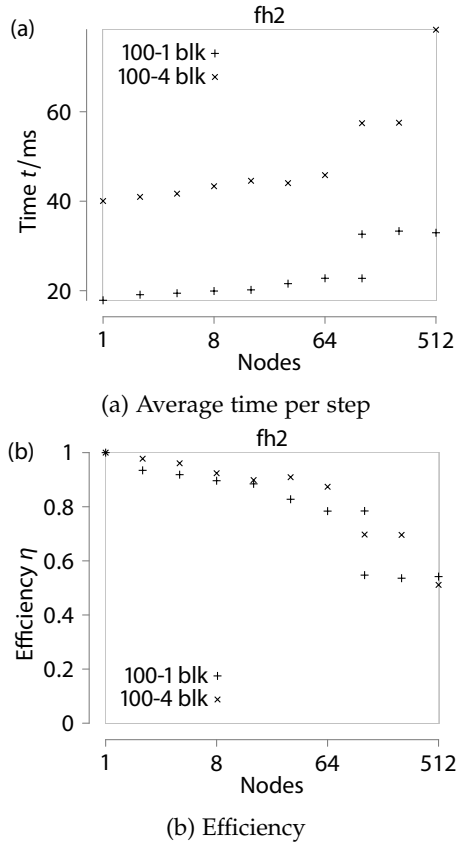 (a)
fh2
100-1 blk +
100-4 blk ×
Time t/ms
60
40
20
1 8 64 512
Nodes
(a) Average time per step
(b)
fh2
1
0.8
0.6
0.4
0.2
0
Efficiency η
100-1 blk +
100-4 blk ×
1 8 64 512
Nodes
(b) Efficiency